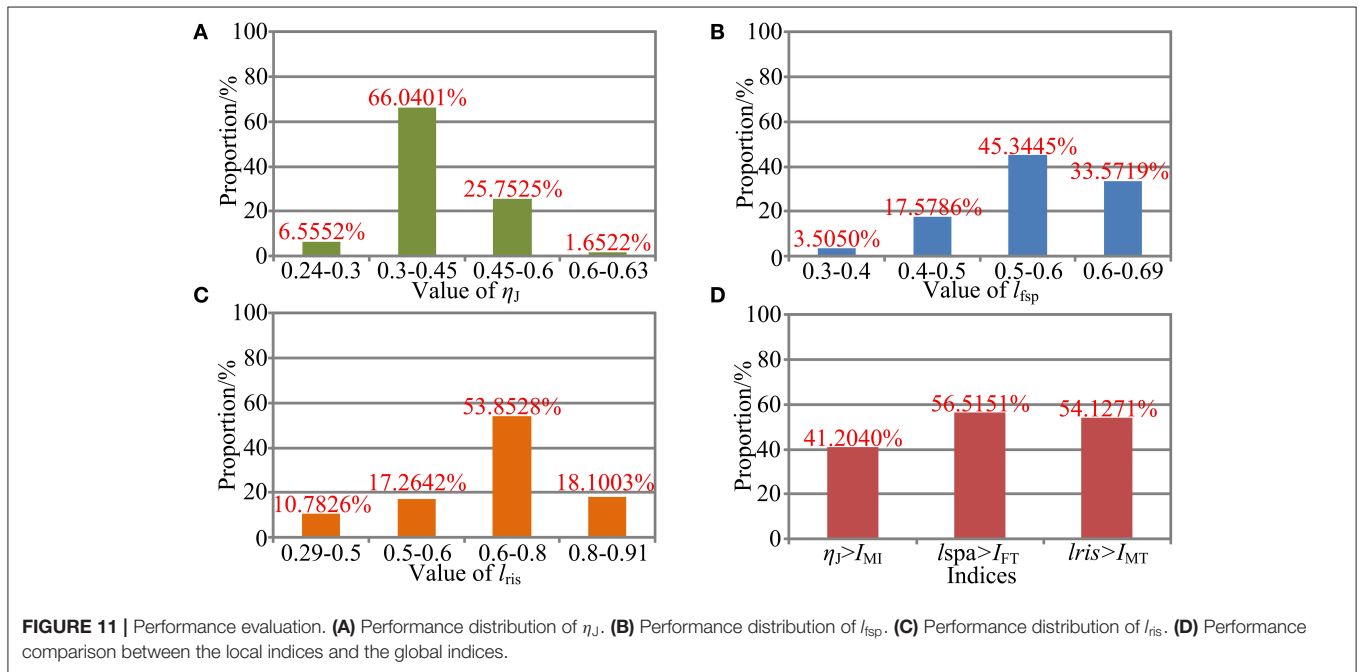 A
Proportion/%
100
80
60
40
20
0
6.5552%
66.0401%
25.7525%
1.6522%
0.24-0.3 0.3-0.45 0.45-0.6 0.6-0.63
Value of ηJ
B
Proportion/%
100
80
60
40
20
0
3.5050%
17.5786%
45.3445%
33.5719%
0.3-0.4 0.4-0.5 0.5-0.6 0.6-0.69
Value of lfsp
C
Proportion/%
100
80
60
40
20
0
10.7826%
17.2642%
53.8528%
18.1003%
0.29-0.5 0.5-0.6 0.6-0.8 0.8-0.91
Value of lris
D
Proportion/%
100
80
60
40
20
0
41.2040%
56.5151%
54.1271%
ηJ>IMI lspa>IFT lris>IMT
Indices
FIGURE 11 | Performance evaluation. (A) Performance distribution of ηJ. (B) Performance distribution of lfsp. (C) Performance distribution of lris. (D) Performance
comparison between the local indices and the global indices.